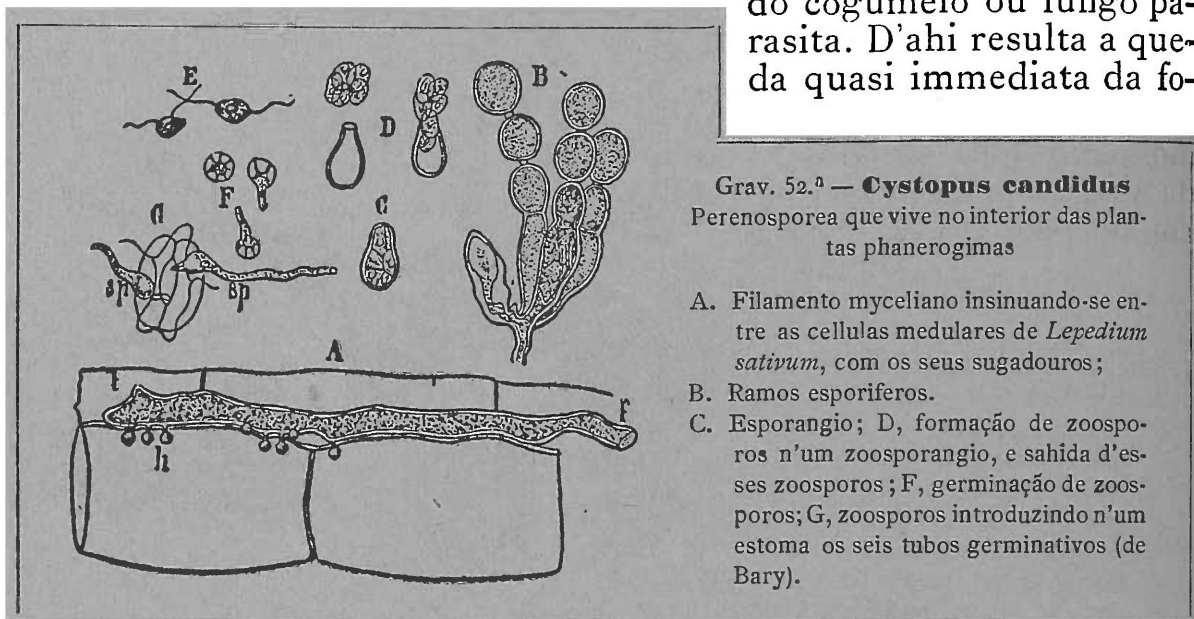 do cogumelo ou fungo pa-
rasita. D'ahi resulta a que-
da quasi immediata da fo-
E
D
B
F
G
C
sp
sp
A
t
f
h
Grav. 52.ª — Cystopus candidus
Perenosporea que vive no interior das plan-
tas phanerogimas
A. Filamento myceliano insinuando-se en-
tre as cellulas medulares de Lepedium
sativum, com os seus sugadouros;
B. Ramos esporiferos.
C. Esporangio; D, formação de zoospo-
ros n'um zoosporangio, e sahida d'es-
ses zoosporos; F, germinação de zoos-
poros; G, zoosporos introduzindo n'um
estoma os seis tubos germinativos (de
Bary).